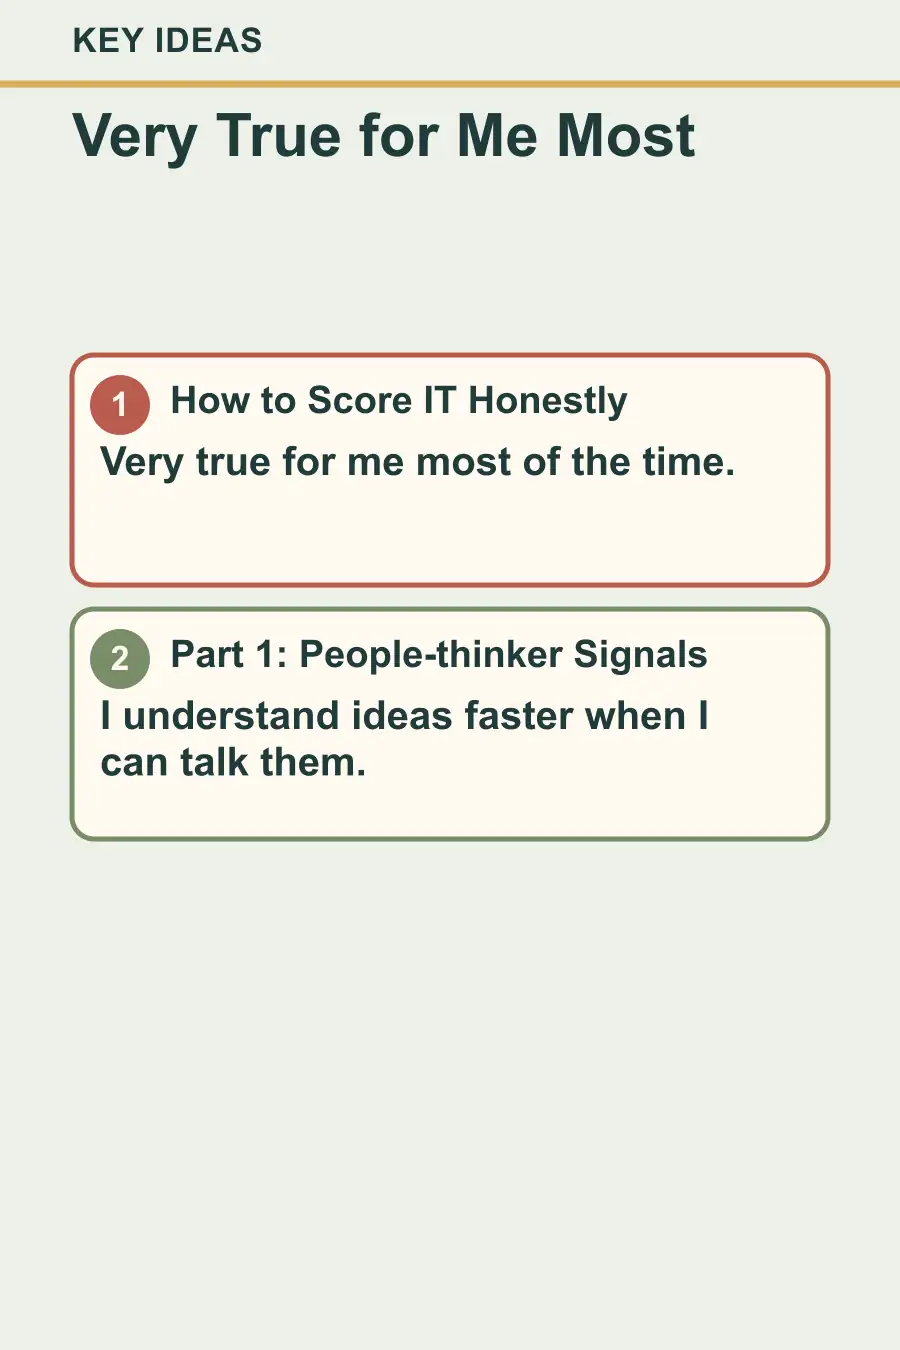 KEY IDEAS
Very True for Me Most
1 How to Score IT Honestly
Very true for me most of the time.
2 Part 1: People-thinker Signals
I understand ideas faster when I
can talk them.